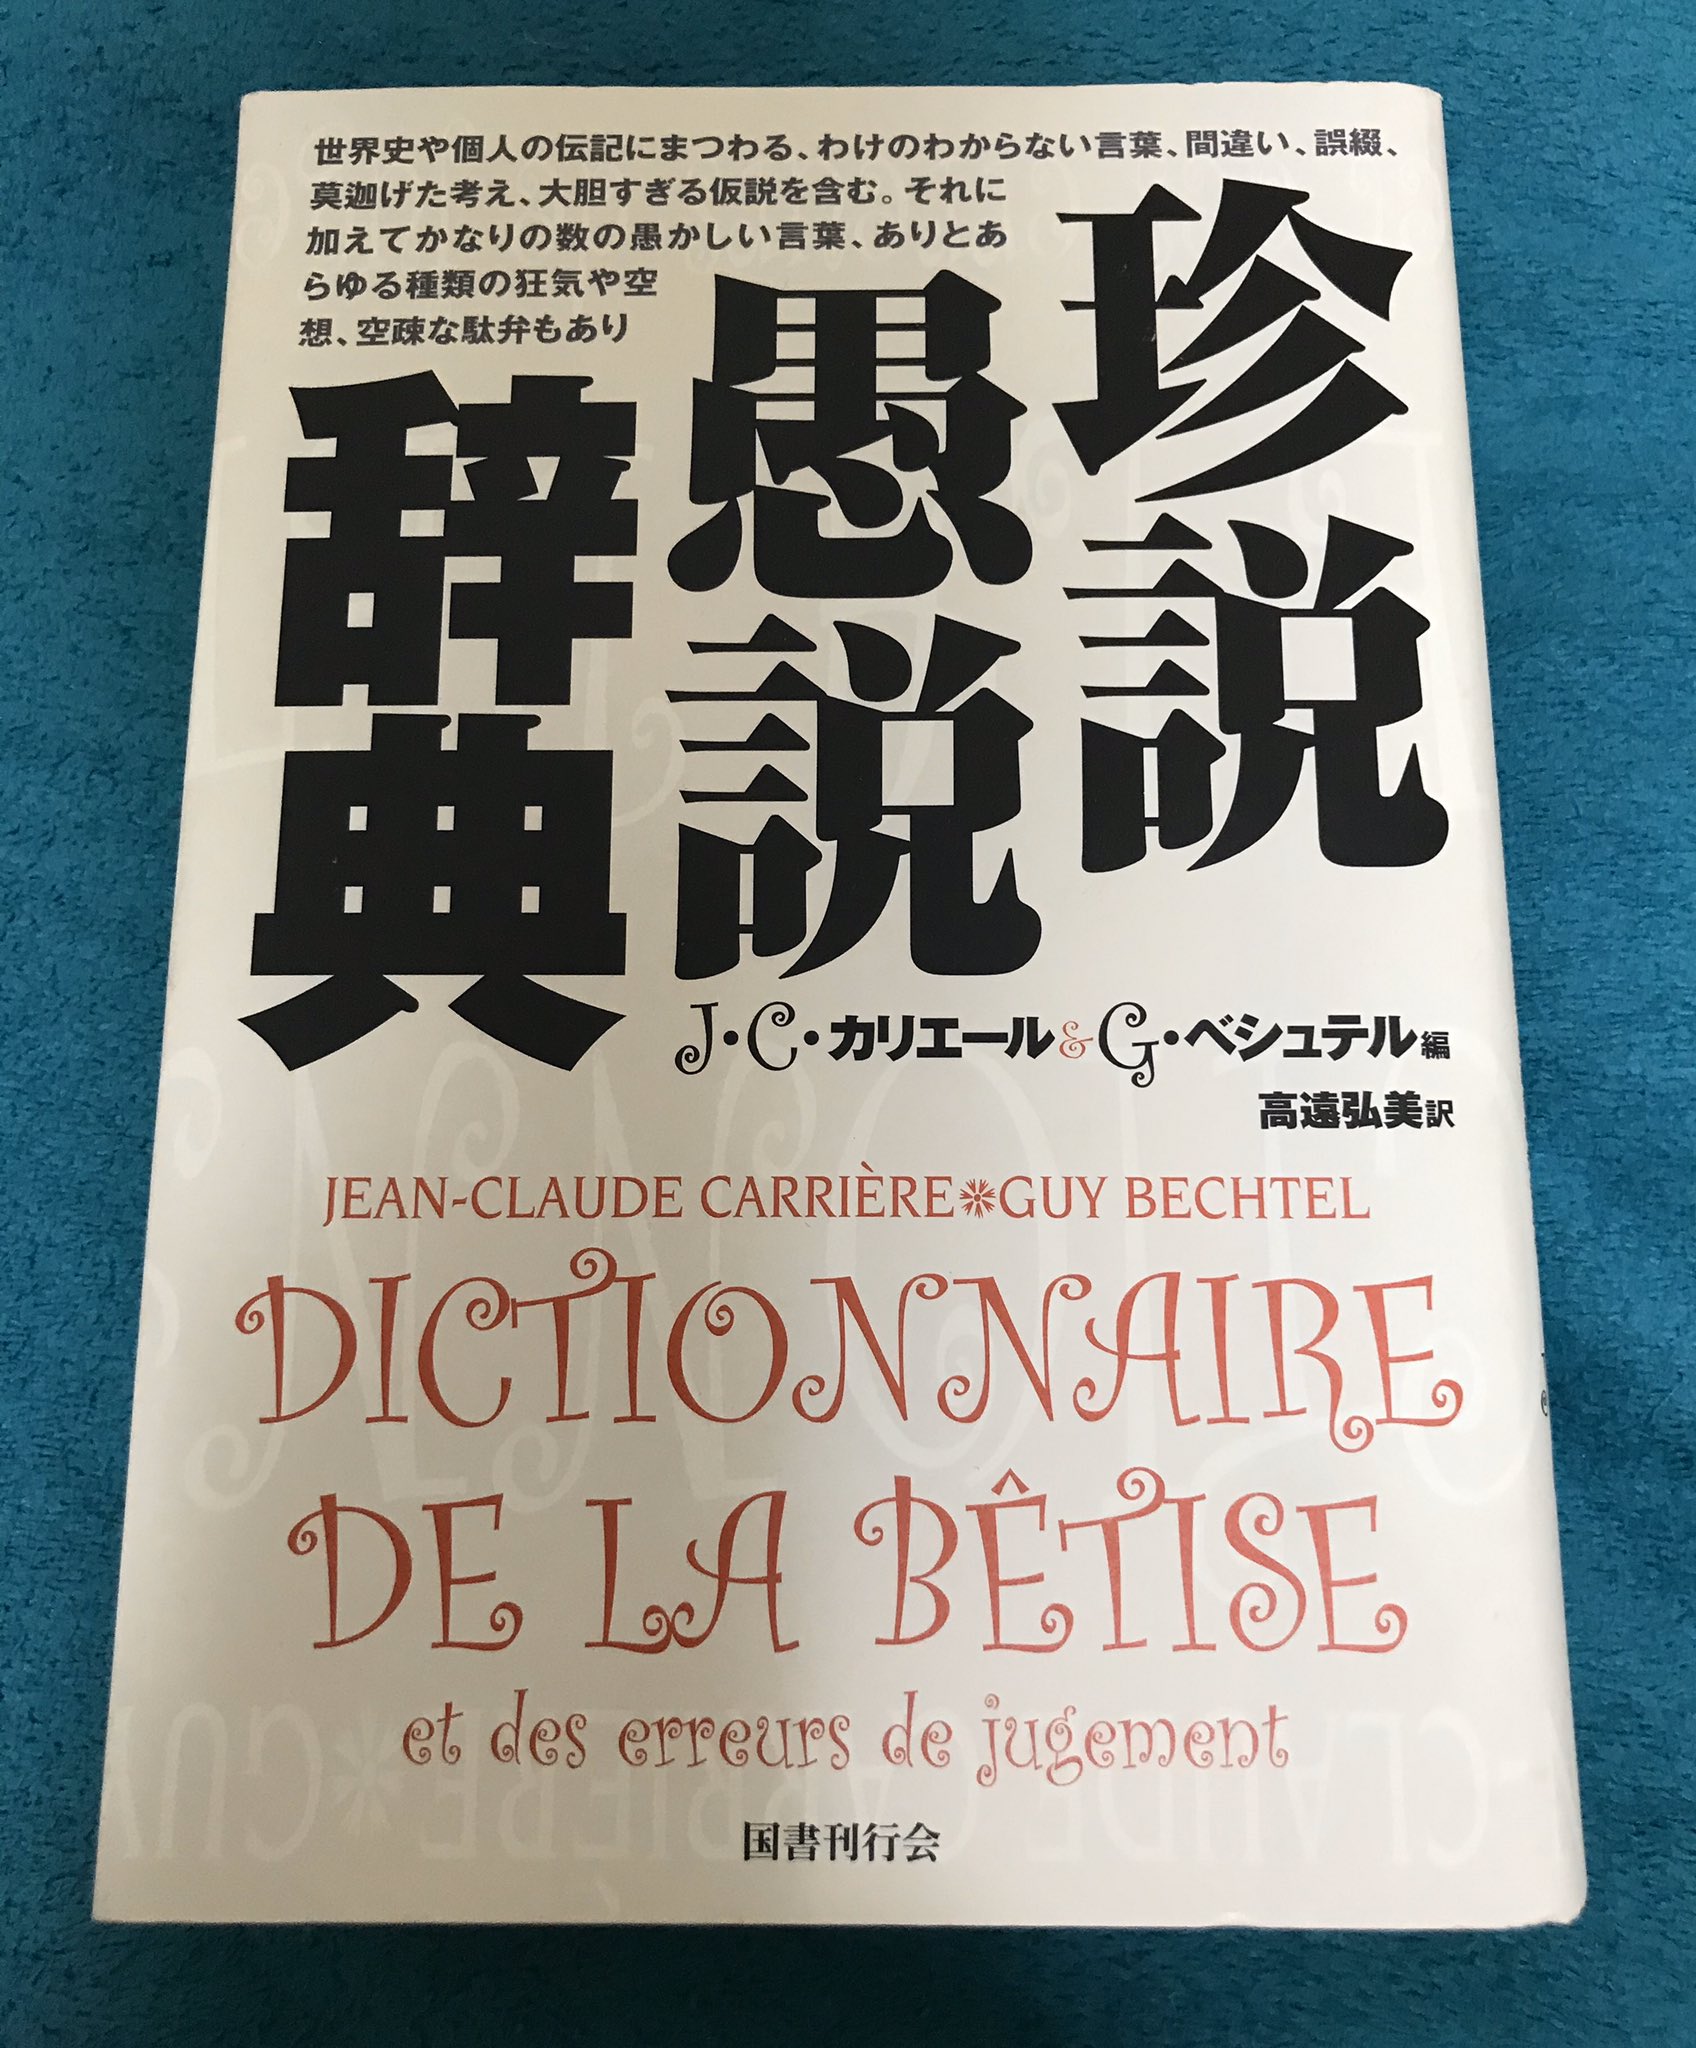 世界史や個人の伝記にまつわる、わけのわからない言葉、間違い、誤綴、
莫迦げた考え、大胆すぎる仮説を含む。それに
加えてかなりの数の愚かしい言葉、ありとあ
らゆる種類の狂気や空
想、空疎な駄弁もあり
珍説
愚説
辞典
J・C・カリエール&G・ベシュテル編
高遠弘美訳
JEAN-CLAUDE CARRIÈRE※GUY BECHTEL
DICTIONNAIRE
DE LA BÊTISE
et des erreurs de jugement
国書刊行会